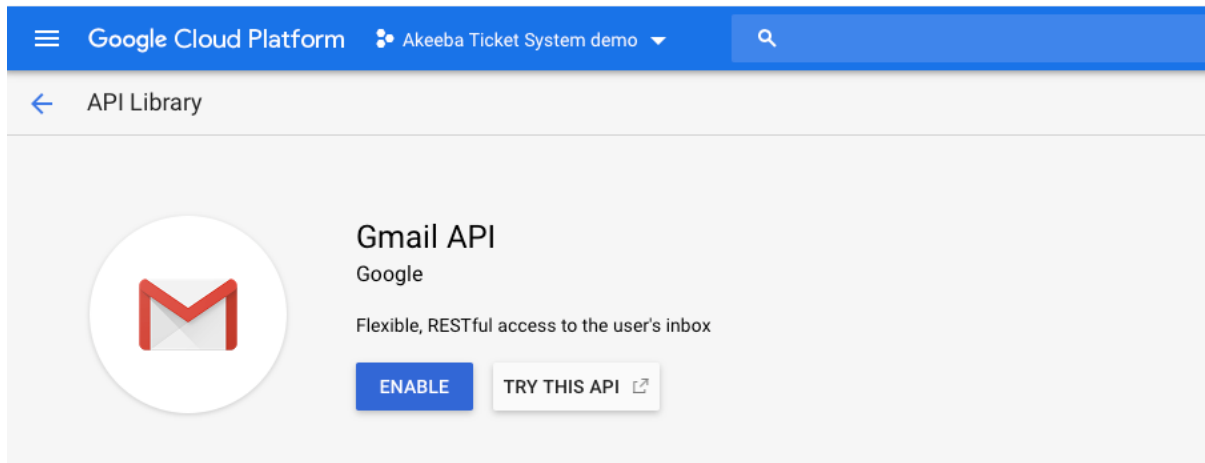 Google Cloud Platform Akeeba Ticket System demo
API Library
Gmail API
Google
Flexible, RESTful access to the user's inbox
ENABLE TRY THIS API